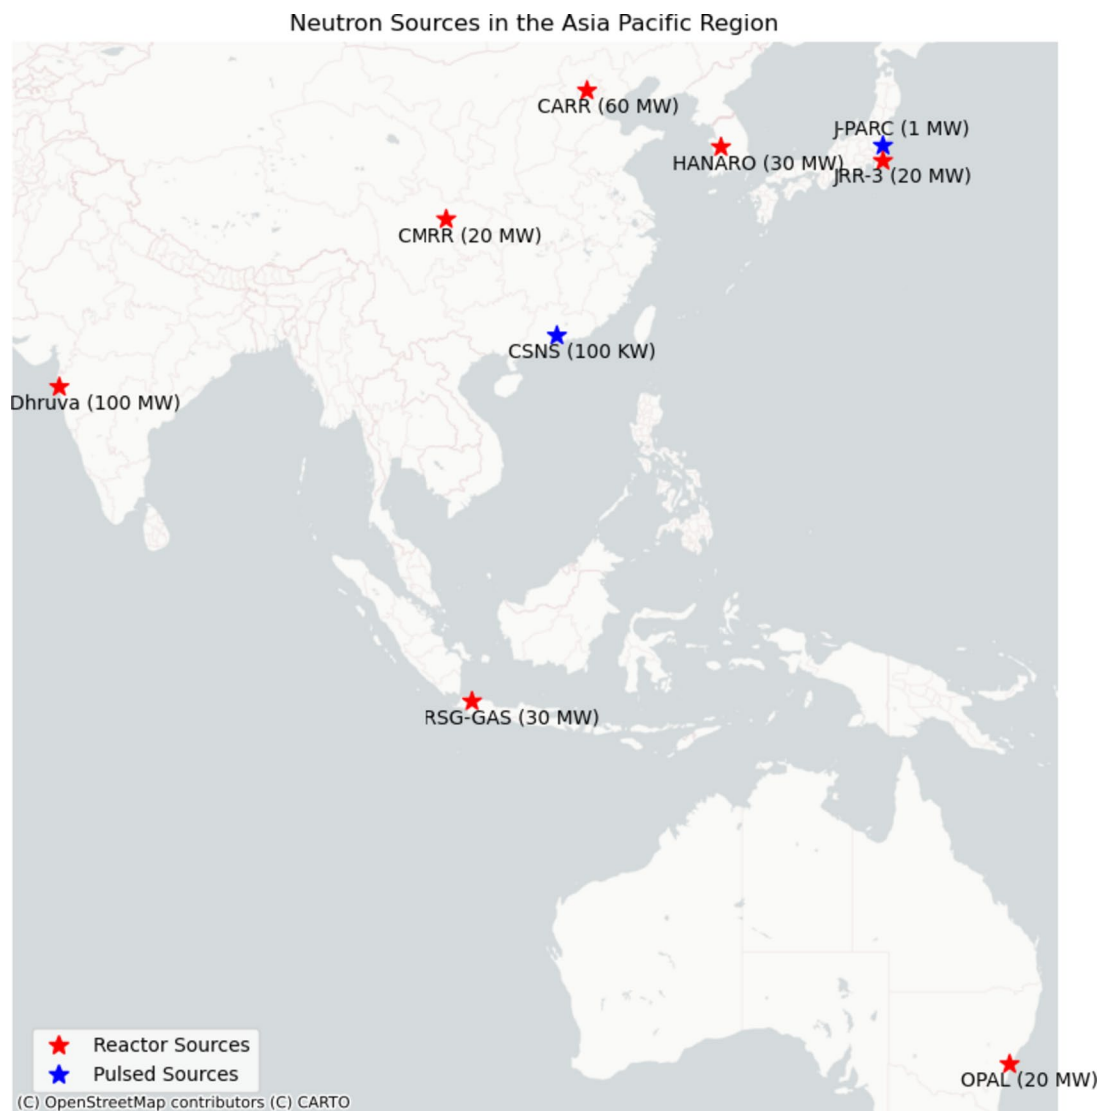 Neutron Sources in the Asia Pacific Region
CARR (60 MW)
J-PARC (1 MW)
HANARO (30 MW)
JRR-3 (20 MW)
CMRR (20 MW)
CSNS (100 KW)
Dhruva (100 MW)
RSG-GAS (30 MW)
Reactor Sources
Pulsed Sources
OPAL (20 MW)
(C) OpenStreetMap contributors (C) CARTO